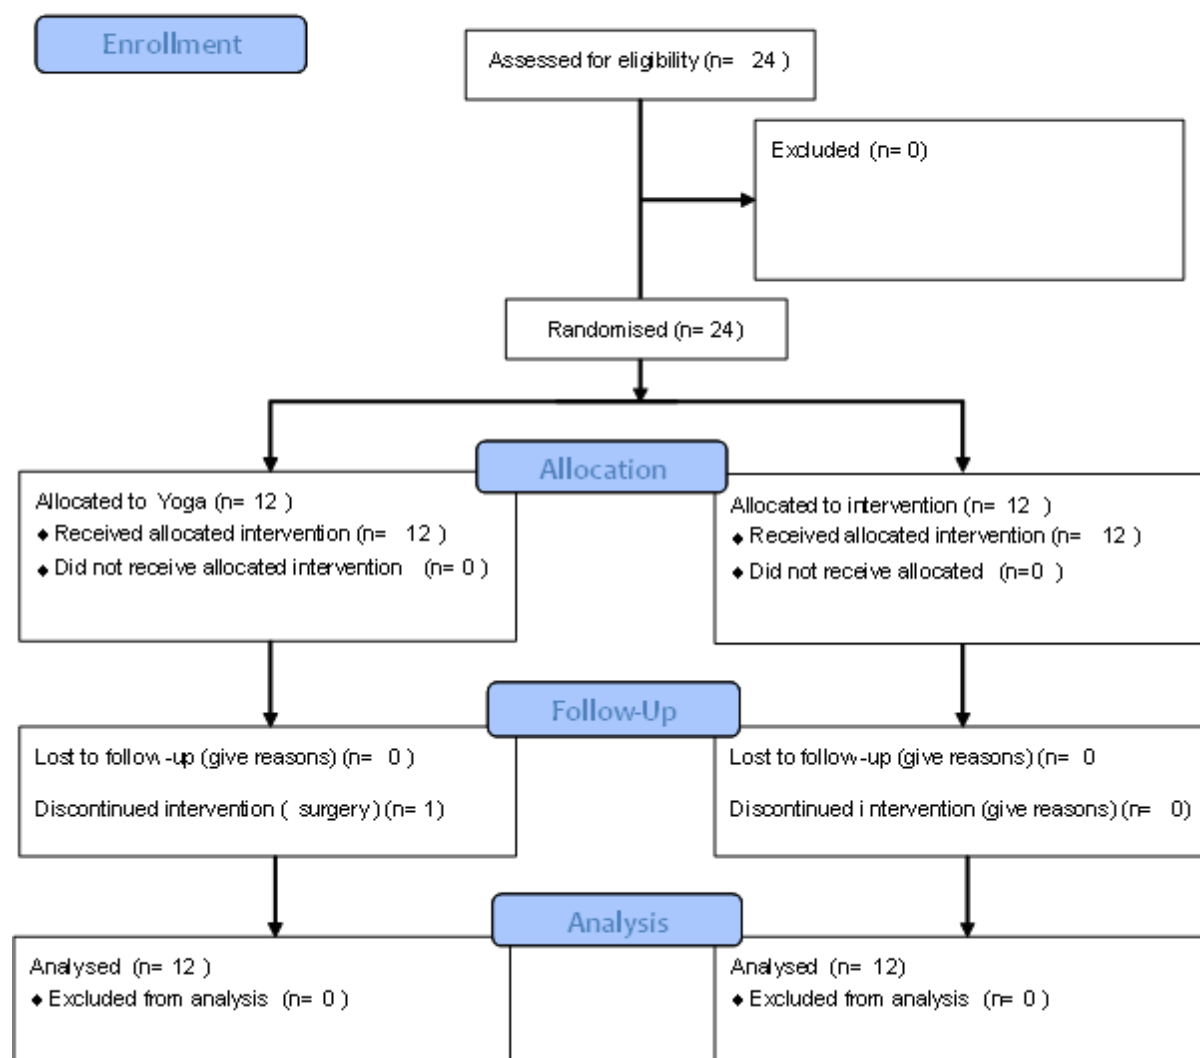 Enrollment
Assessed for eligibility (n= 24 )
Excluded (n= 0)
Randomised (n= 24 )
Allocation
Allocated to Yoga (n= 12 )
♦ Received allocated intervention (n= 12 )
♦ Did not receive allocated intervention (n= 0 )
Allocated to intervention (n= 12 )
♦ Received allocated intervention (n= 12 )
♦ Did not receive allocated (n=0 )
Follow-Up
Lost to follow-up (give reasons) (n= 0 )
Discontinued intervention ( surgery) (n= 1)
Lost to follow-up (give reasons) (n= 0
Discontinued i ntervention (give reasons) (n= 0)
Analysis
Analysed (n= 12 )
♦ Excluded from analysis (n= 0 )
Analysed (n= 12)
♦ Excluded from analysis (n= 0 )